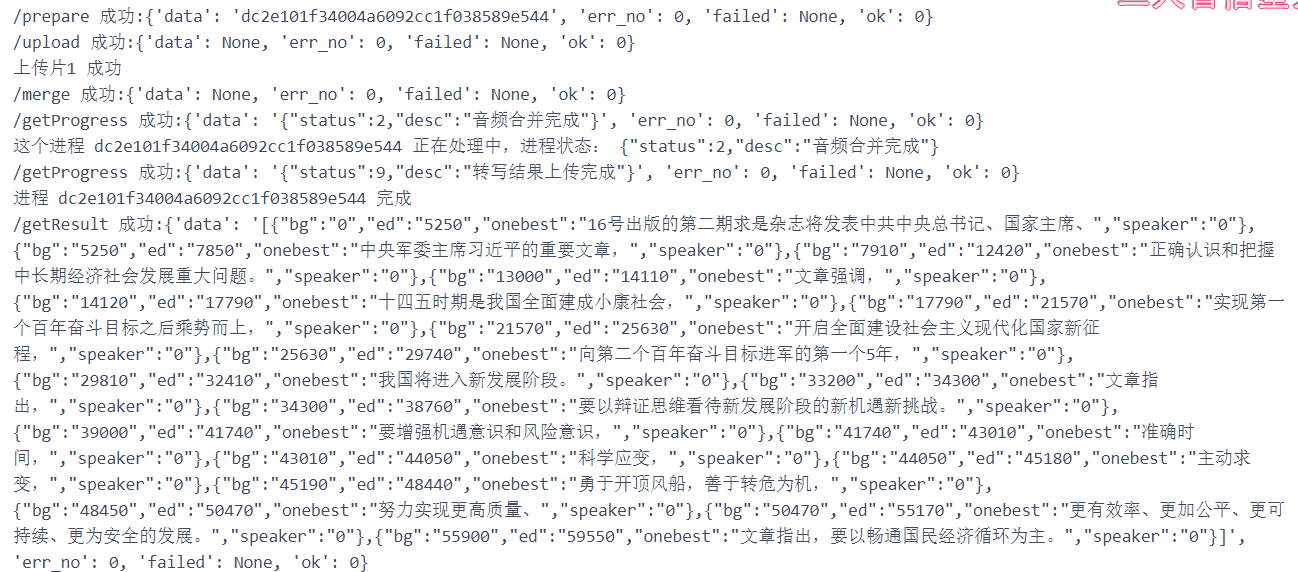 /prepare 成功:{'data': 'dc2e101f34004a6092cc1f038589e544', 'err_no': 0, 'failed': None, 'ok': 0}
/upload 成功:{'data': None, 'err_no': 0, 'failed': None, 'ok': 0}
上传片1 成功
/merge 成功:{'data': None, 'err_no': 0, 'failed': None, 'ok': 0}
/getProgress 成功:{'data': '{"status":2,"desc":"音频合并完成"}', 'err_no': 0, 'failed': None, 'ok': 0}
这个进程 dc2e101f34004a6092cc1f038589e544 正在处理中，进程状态： {"status":2,"desc":"音频合并完成"}
/getProgress 成功:{'data': '{"status":9,"desc":"转写结果上传完成"}', 'err_no': 0, 'failed': None, 'ok': 0}
进程 dc2e101f34004a6092cc1f038589e544 完成
/getResult 成功:{'data': '[{"bg":"0","ed":"5250","onebest":"16号出版的第二期求是杂志将发表中共中央总书记、国家主席、","speaker":"0"},
{"bg":"5250","ed":"7850","onebest":"中央军委主席习近平的重要文章，","speaker":"0"},{"bg":"7910","ed":"12420","onebest":"正确认识和把握
中长期经济社会发展重大问题。","speaker":"0"},{"bg":"13000","ed":"14110","onebest":"文章强调，","speaker":"0"},
{"bg":"14120","ed":"17790","onebest":"十四五时期是我国全面建成小康社会，","speaker":"0"},{"bg":"17790","ed":"21570","onebest":"实现第一
个百年奋斗目标之后乘势而上，","speaker":"0"},{"bg":"21570","ed":"25630","onebest":"开启全面建设社会主义现代化国家新征
程，","speaker":"0"},{"bg":"25630","ed":"29740","onebest":"向第二个百年奋斗目标进军的第一个5年，","speaker":"0"},
{"bg":"29810","ed":"32410","onebest":"我国将进入新发展阶段。","speaker":"0"},{"bg":"33200","ed":"34300","onebest":"文章指
出，","speaker":"0"},{"bg":"34300","ed":"38760","onebest":"要以辩证思维看待新发展阶段的新机遇新挑战。","speaker":"0"},
{"bg":"39000","ed":"41740","onebest":"要增强机遇意识和风险意识，","speaker":"0"},{"bg":"41740","ed":"43010","onebest":"准确时
间，","speaker":"0"},{"bg":"43010","ed":"44050","onebest":"科学应变，","speaker":"0"},{"bg":"44050","ed":"45180","onebest":"主动求
变，","speaker":"0"},{"bg":"45190","ed":"48440","onebest":"勇于开顶风船，善于转危为机，","speaker":"0"},
{"bg":"48450","ed":"50470","onebest":"努力实现更高质量、","speaker":"0"},{"bg":"50470","ed":"55170","onebest":"更有效率、更加公平、更可
持续、更为安全的发展。","speaker":"0"},{"bg":"55900","ed":"59550","onebest":"文章指出，要以畅通国民经济循环为主。","speaker":"0"}]',
'err_no': 0, 'failed': None, 'ok': 0}